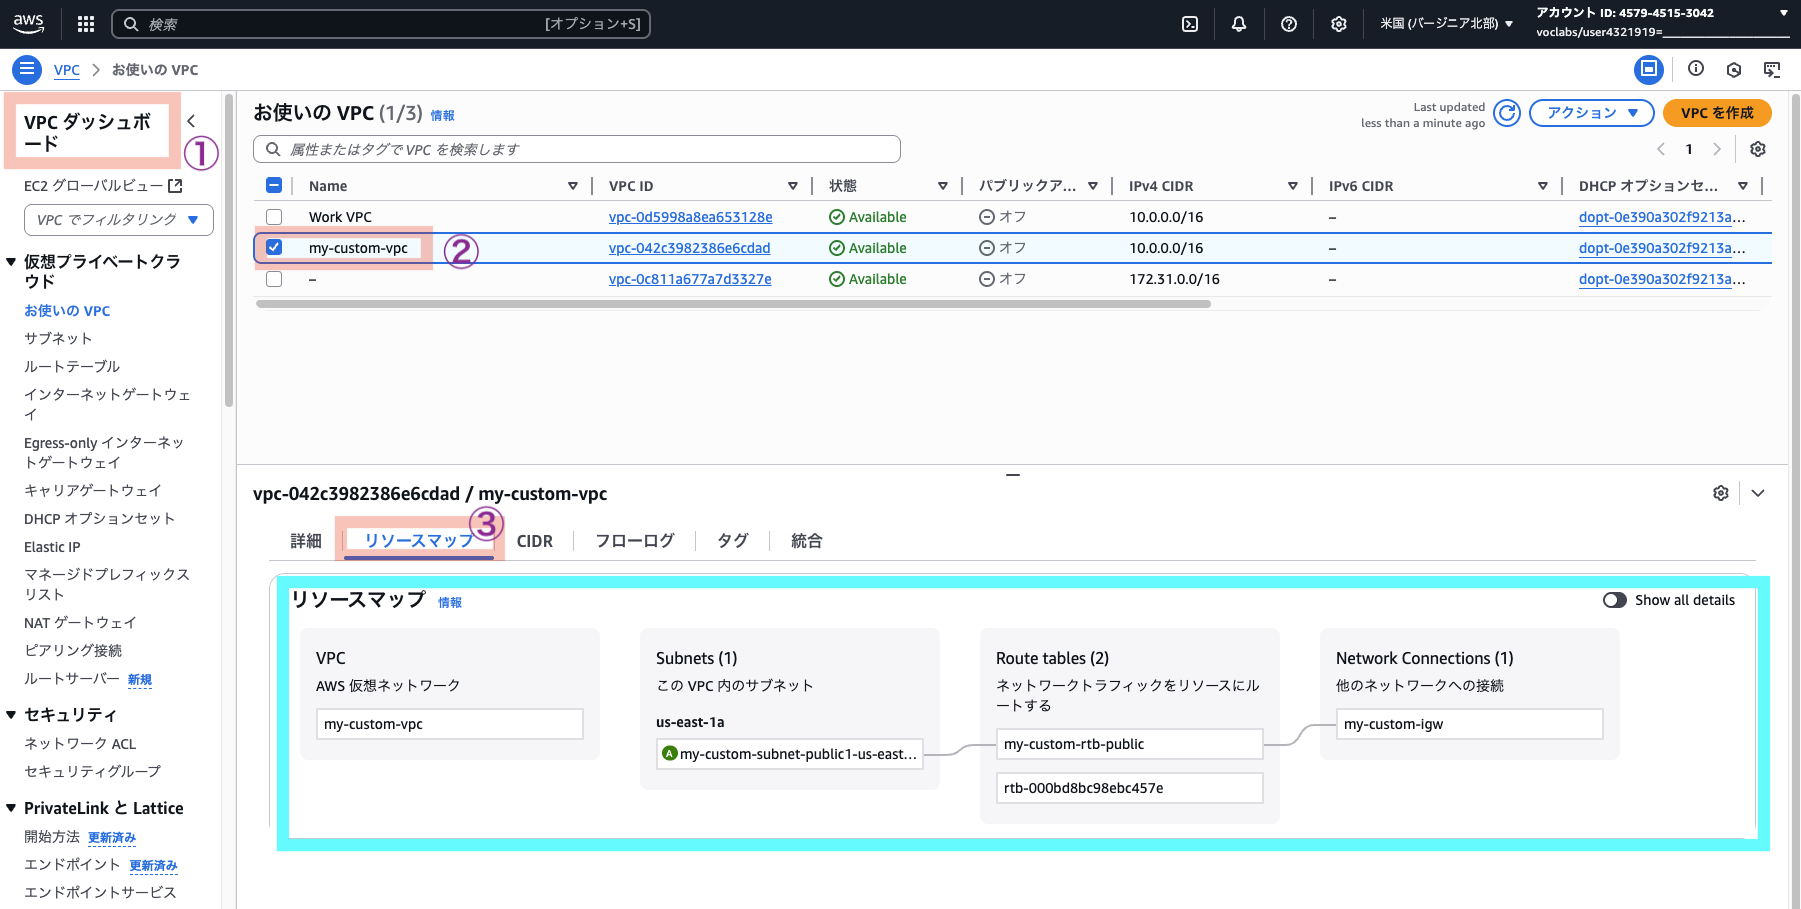 aws
検索
[オプション+S]
米国 (バージニア北部)
アカウント ID: 4579-4515-3042
voclabs/user4321919=____________________
VPC
お使いの VPC
VPC ダッシュボ
ード
①
EC2 グローバルビュー
VPC でフィルタリング
仮想プライベートクラ
ウド
お使いの VPC
サブネット
ルートテーブル
インターネットゲートウェ
イ
Egress-only インターネッ
トゲートウェイ
キャリアゲートウェイ
DHCP オプションセット
Elastic IP
マネージドプレフィックス
リスト
NAT ゲートウェイ
ピアリング接続
ルートサーバー 新規
セキュリティ
ネットワーク ACL
セキュリティグループ
PrivateLink と Lattice
開始方法 更新済み
エンドポイント 更新済み
エンドポイントサービス
お使いの VPC (1/3) 情報
Last updated
less than a minute ago
アクション
VPC を作成
属性またはタグで VPC を検索します
1
Name VPC ID 状態 パブリックア... IPv4 CIDR IPv6 CIDR DHCP オプションセ...
Work VPC vpc-0d5998a8ea653128e Available オフ 10.0.0.0/16 – dopt-0e390a302f9213a...
my-custom-vpc ② vpc-042c3982386e6cdad Available オフ 10.0.0.0/16 – dopt-0e390a302f9213a...
– vpc-0c811a677a7d3327e Available オフ 172.31.0.0/16 – dopt-0e390a302f9213a...
vpc-042c3982386e6cdad / my-custom-vpc
③
詳細 リソースマップ CIDR フローログ タグ 統合
リソースマップ 情報
Show all details
VPC
AWS 仮想ネットワーク
my-custom-vpc
Subnets (1)
この VPC 内のサブネット
us-east-1a
A my-custom-subnet-public1-us-east...
Route tables (2)
ネットワークトラフィックをリソースにル
ートする
my-custom-rtb-public
rtb-000bd8bc98ebc457e
Network Connections (1)
他のネットワークへの接続
my-custom-igw